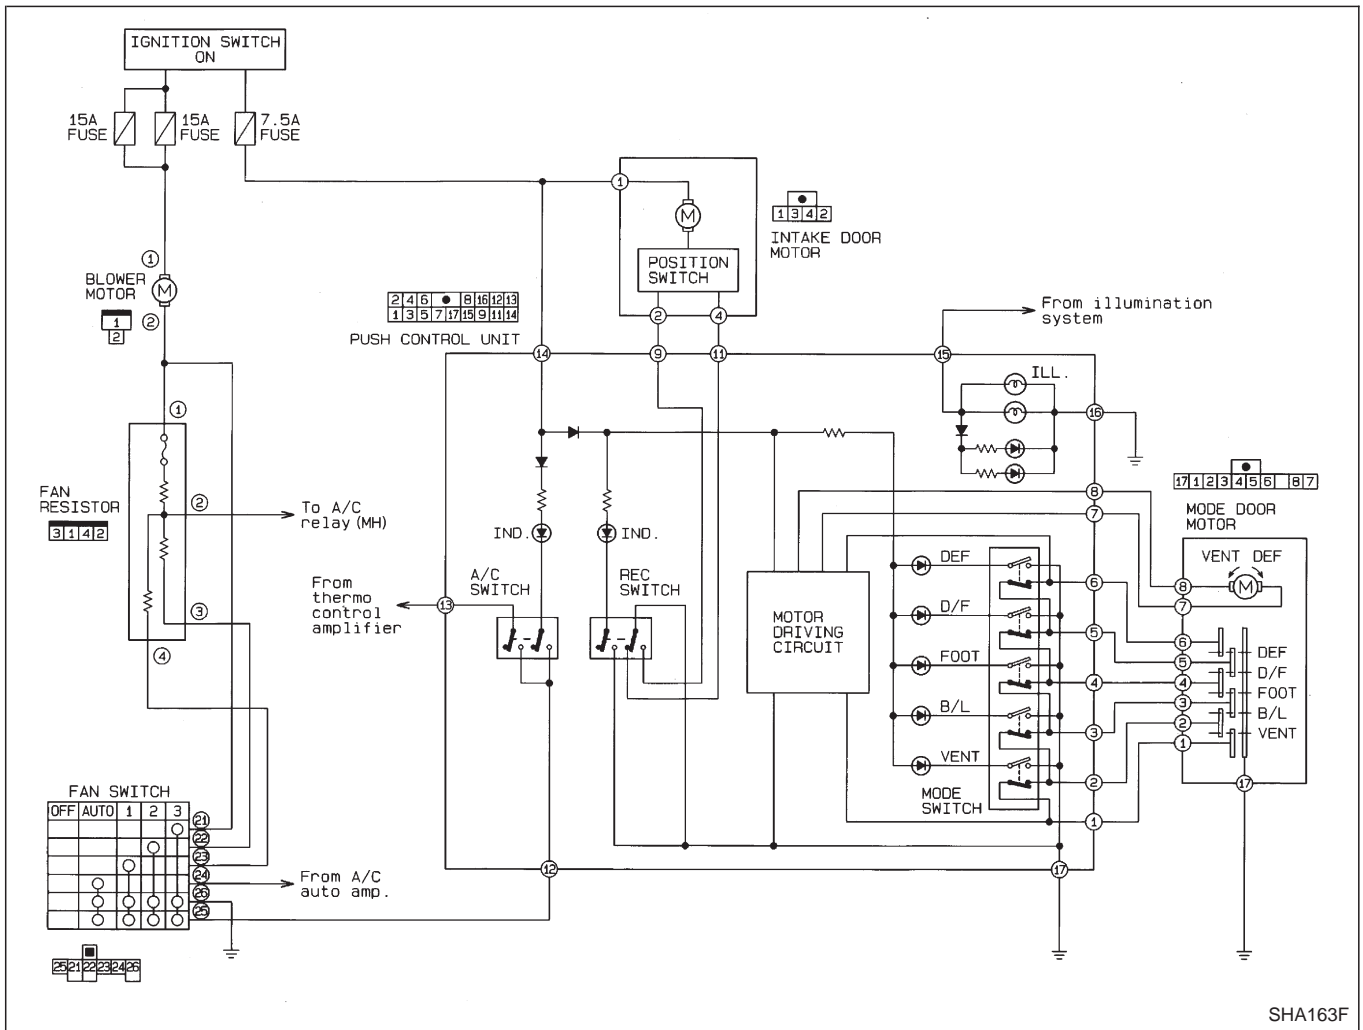 IGNITION SWITCH
ON
15A
FUSE
15A
FUSE
7.5A
FUSE
1
M
POSITION
SWITCH
2 4
1 3 4 2
INTAKE DOOR
MOTOR
1
BLOWER
MOTOR
M
2
1
2
2 4 6 8 16 12 13
1 3 5 7 17 15 9 11 14
PUSH CONTROL UNIT
14 9 11 15
From illumination
system
ILL.
16
1
FAN
RESISTOR
3 1 4 2
2
To A/C
relay (MH)
3
4
IND.
IND.
From
thermo
control
amplifier
13
A/C
SWITCH
REC
SWITCH
MOTOR
DRIVING
CIRCUIT
DEF
D/F
FOOT
B/L
VENT
MODE
SWITCH
8
7
6
5
4
3
2
1
17 1 2 3 4 5 6 8 7
MODE DOOR
MOTOR
VENT DEF
M
8
7
6
5
4
3
2
1
DEF
D/F
FOOT
B/L
VENT
17
12 17
FAN SWITCH
OFF AUTO 1 2 3
21
22
23
24
26
25
From A/C
auto amp.
25 21 22 23 24 26
SHA163F